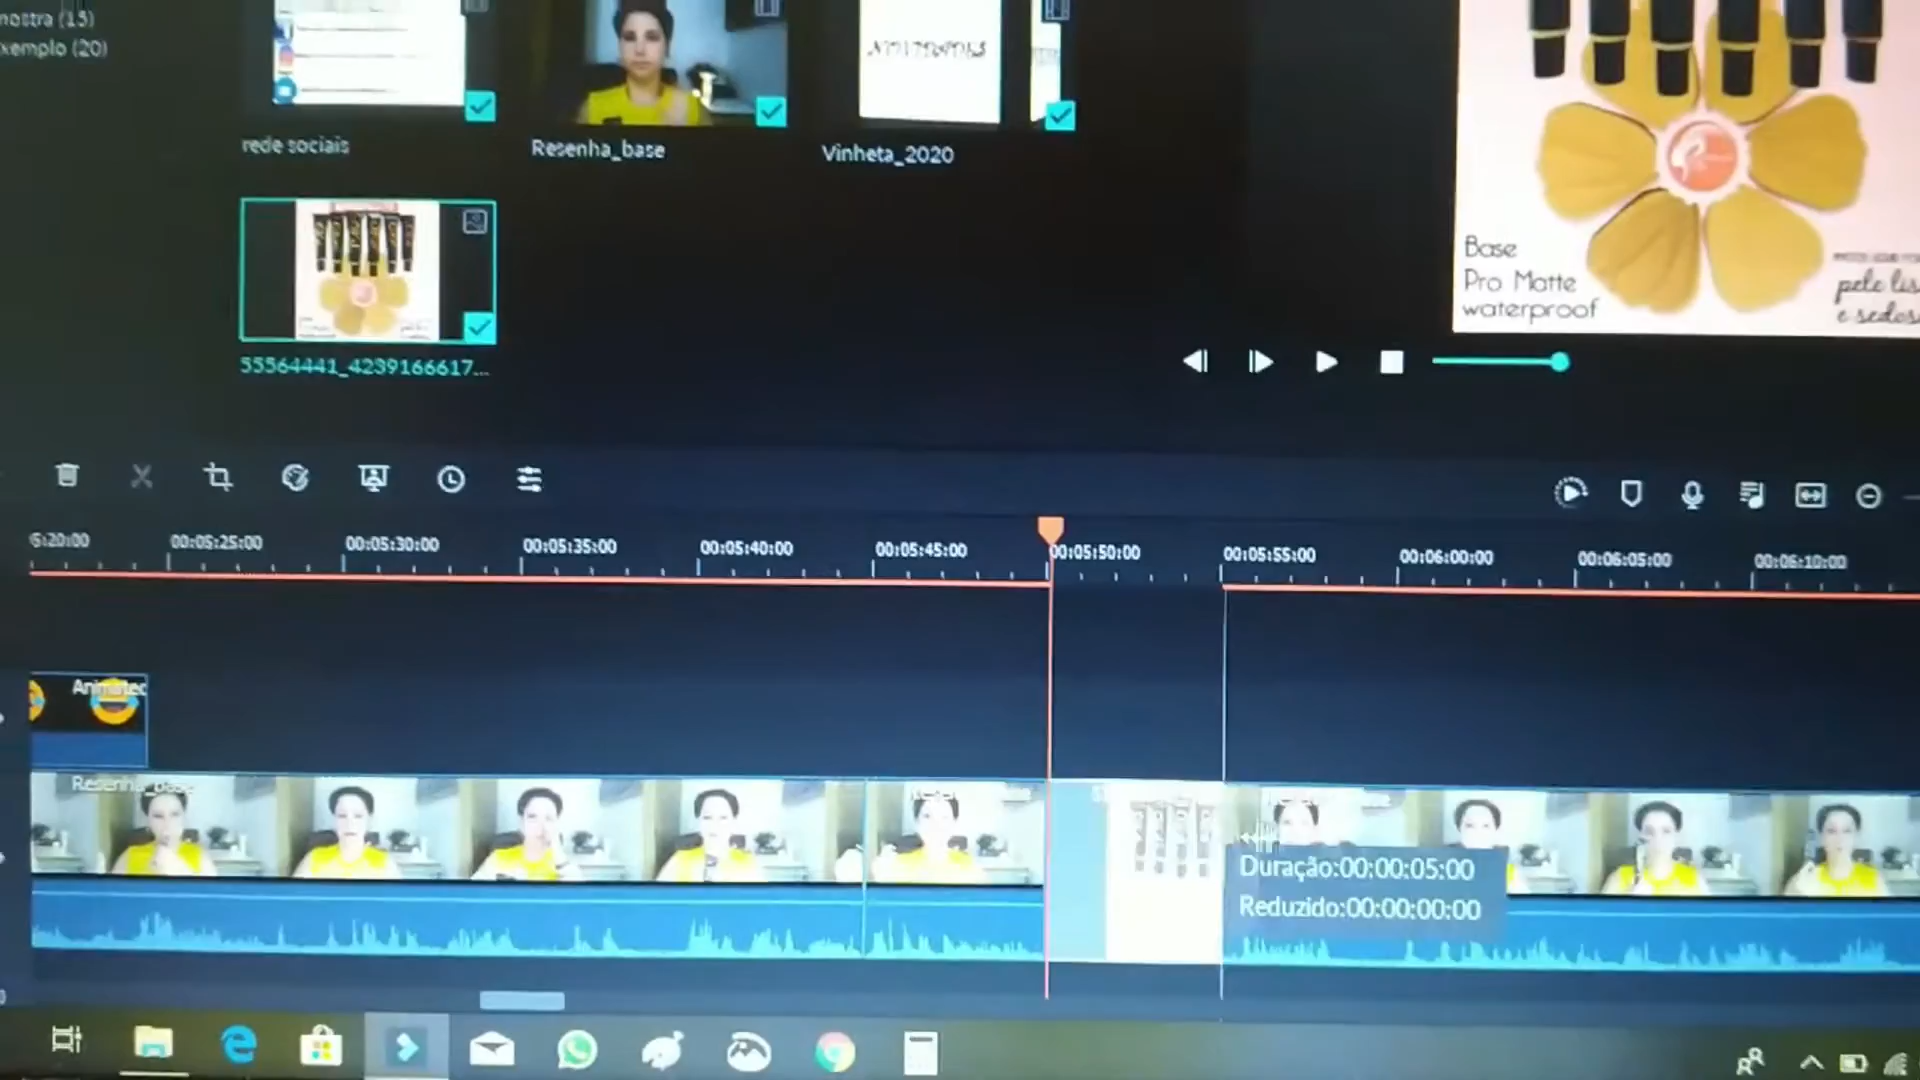 xemplo (20)
rede sociais
Resenha_base
Vinheta_2020
55564441_4239166617...
Base
Pro Matte
waterproof
pele lis
e sedos
5:20:00
00:05:25:00
00:05:30:00
00:05:35:00
00:05:40:00
00:05:45:00
00:05:50:00
00:05:55:00
00:06:00:00
00:06:05:00
00:06:10:00
Animated
Resenha_base
Duração:00:00:05:00
Reduzido:00:00:00:00